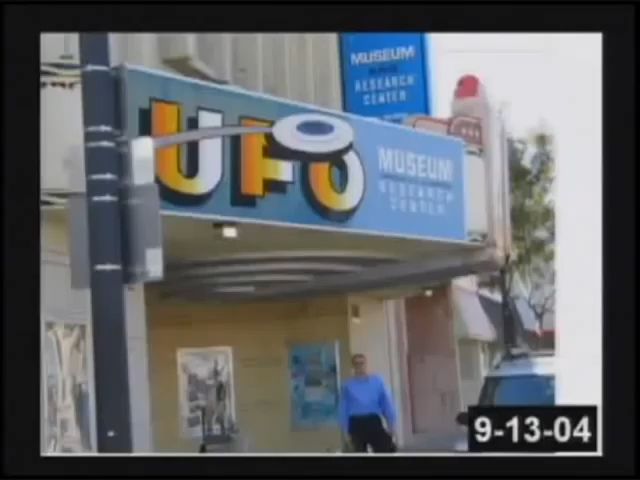 MUSEUM
RESEARCH
CENTER
UFO
MUSEUM
RESEARCH
CENTER
9-13-04